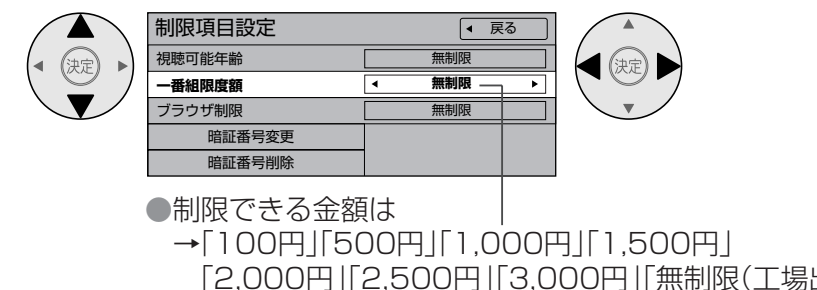 制限項目設定
戻る
視聴可能年齢 無制限
一番組限度額 無制限
ブラウザ制限 無制限
暗証番号変更
暗証番号削除
決定
決定
●制限できる金額は
→「100円」「500円」「1,000円」「1,500円」
「2,000円」「2,500円」「3,000円」「無制限(工場